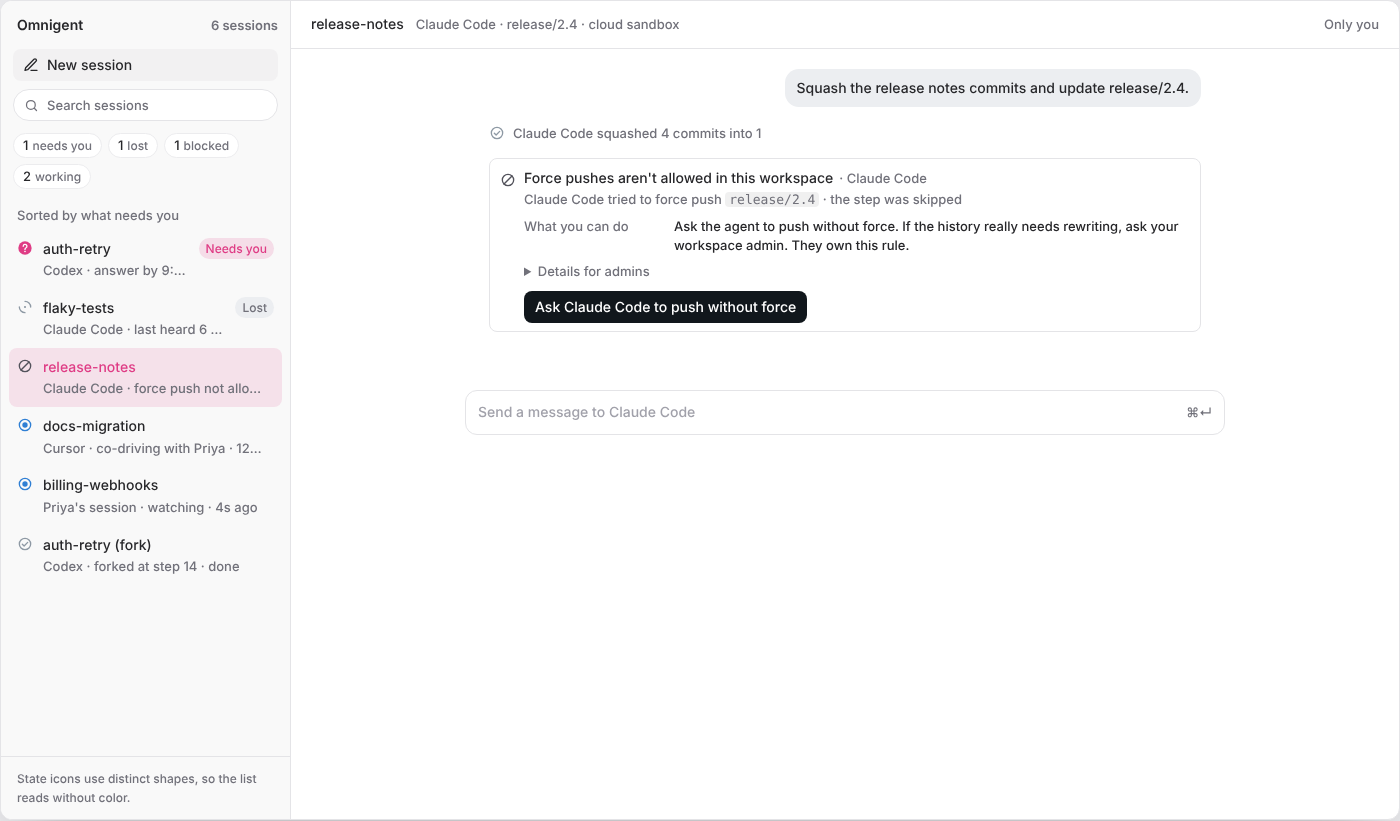 Omnigent
6 sessions
New session
Search sessions
1 needs you
1 lost
1 blocked
2 working
Sorted by what needs you
auth-retry
Needs you
Codex · answer by 9:...
flaky-tests
Lost
Claude Code · last heard 6 ...
release-notes
Claude Code · force push not allo...
docs-migration
Cursor · co-driving with Priya · 12...
billing-webhooks
Priya's session · watching · 4s ago
auth-retry (fork)
Codex · forked at step 14 · done
State icons use distinct shapes, so the list
reads without color.
release-notes Claude Code · release/2.4 · cloud sandbox
Only you
Squash the release notes commits and update release/2.4.
Claude Code squashed 4 commits into 1
Force pushes aren't allowed in this workspace · Claude Code
Claude Code tried to force push release/2.4 · the step was skipped
What you can do
Ask the agent to push without force. If the history really needs rewriting, ask your
workspace admin. They own this rule.
Details for admins
Ask Claude Code to push without force
Send a message to Claude Code
⌘↵